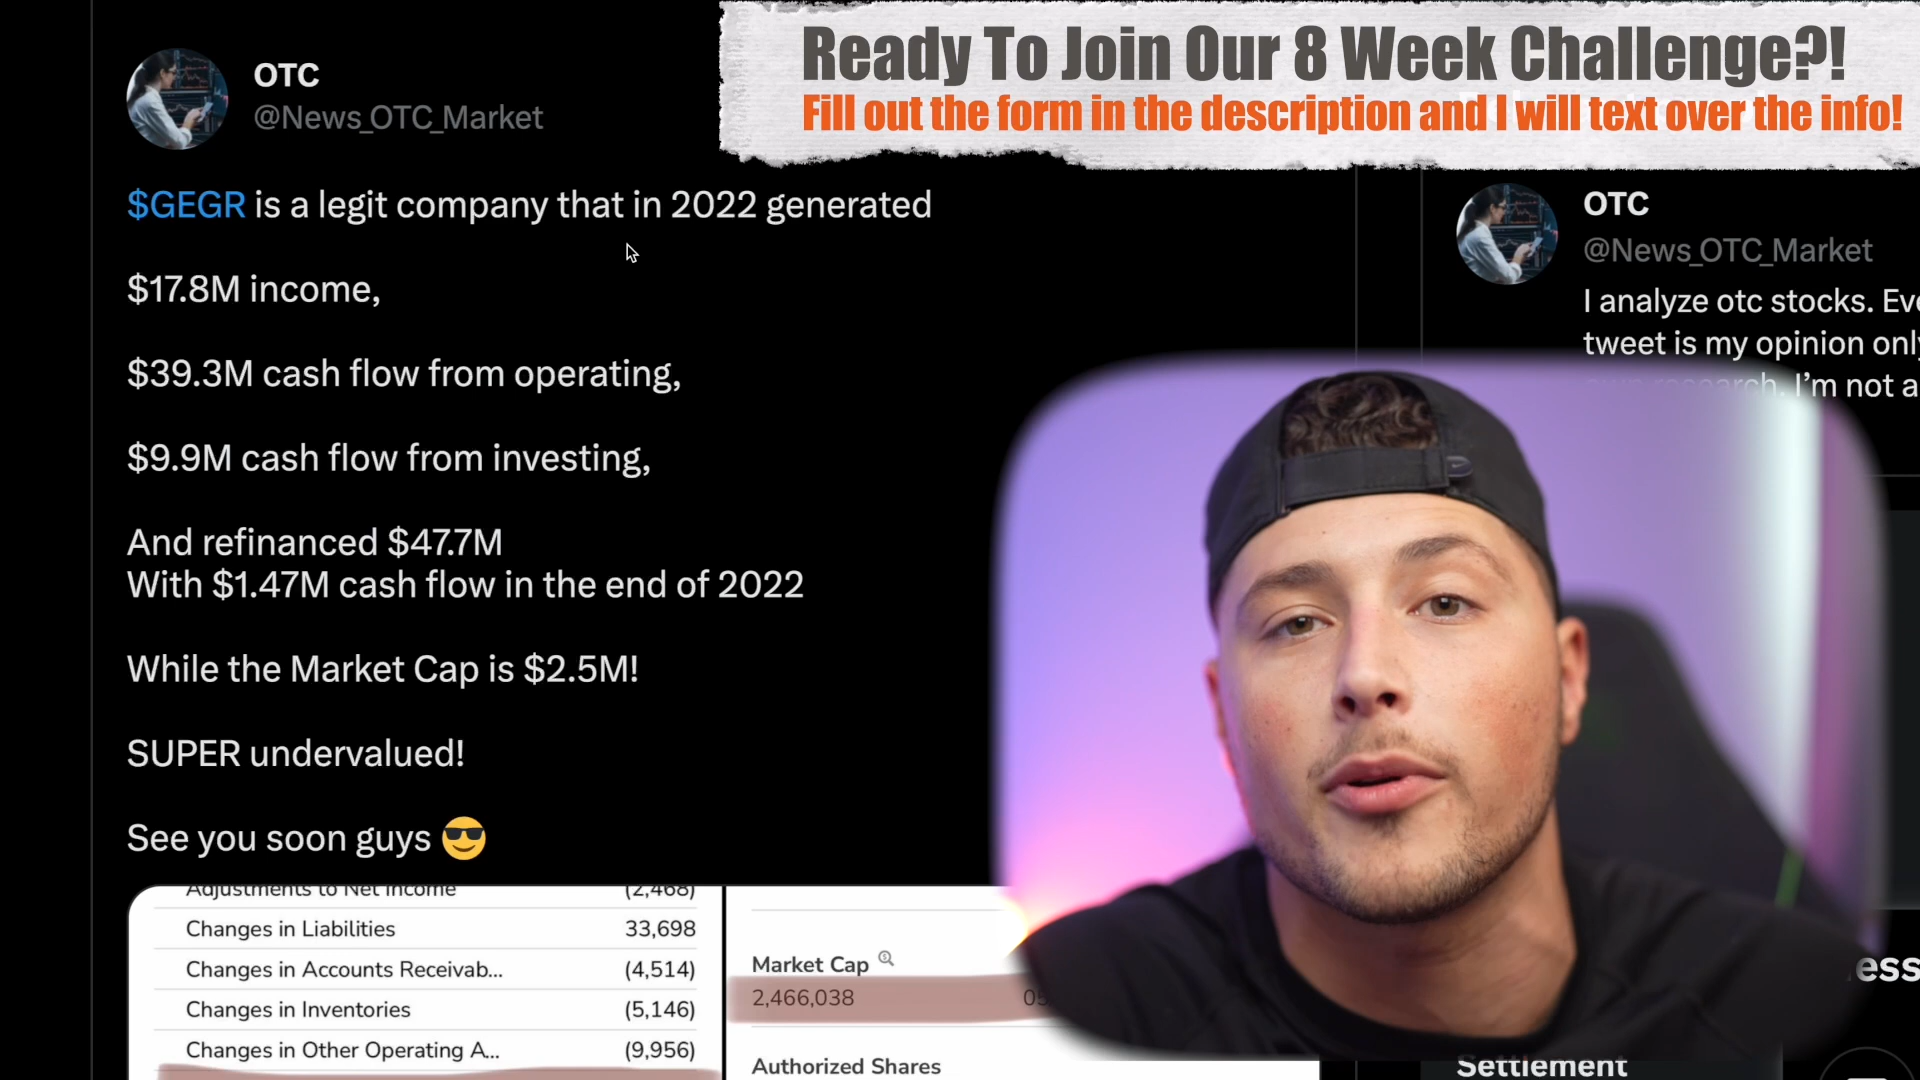 Ready To Join Our 8 Week Challenge?!
Fill out the form in the description and I will text over the info!
OTC
@News_OTC_Market
$GEGR is a legit company that in 2022 generated
$17.8M income,
$39.3M cash flow from operating,
$9.9M cash flow from investing,
And refinanced $47.7M
With $1.47M cash flow in the end of 2022
While the Market Cap is $2.5M!
SUPER undervalued!
See you soon guys 😎
Adjustments to Net Income (2,468)
Changes in Liabilities 33,698
Changes in Accounts Receivab... (4,514)
Changes in Inventories (5,146)
Changes in Other Operating A... (9,956)
Market Cap
2,466,038 05
Authorized Shares
OTC
@News_OTC_Market
I analyze otc stocks. Eve
tweet is my opinion only
research. I'm not a
ess
Settlement